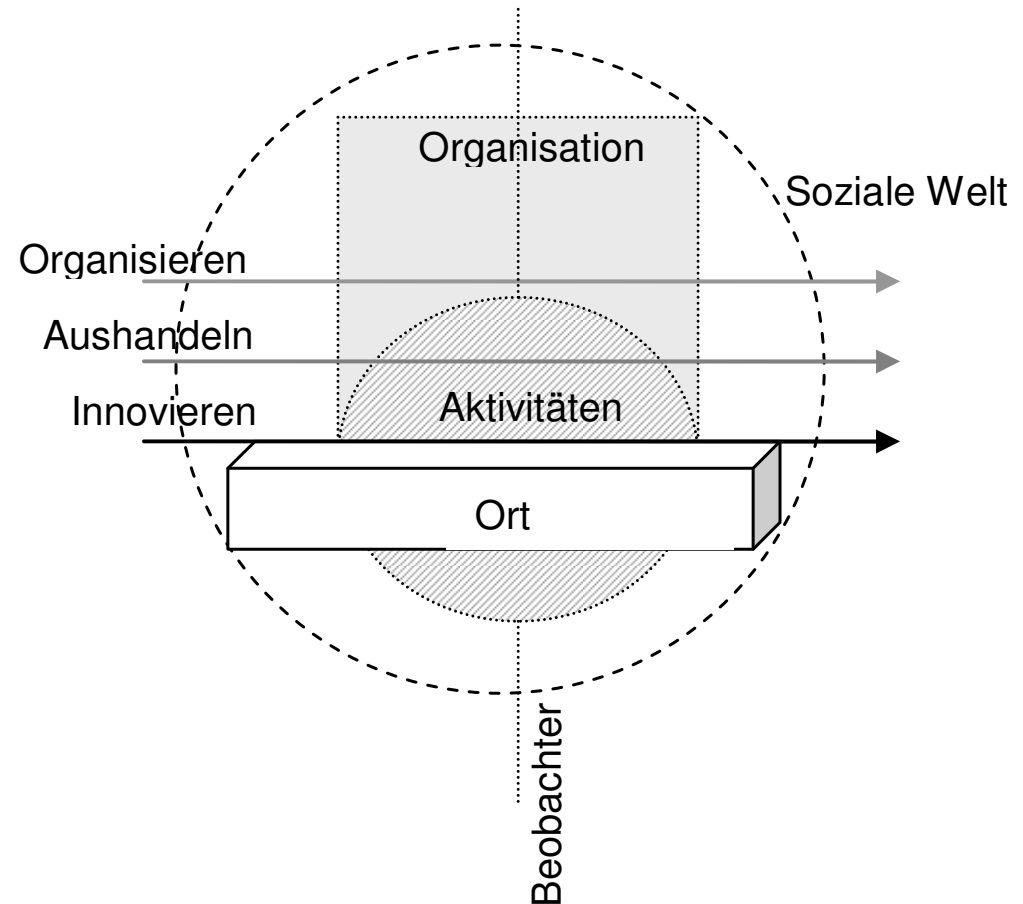 Organisation
Soziale Welt
Organisieren
Aushandeln
Innovieren
Aktivitäten
Ort
Beobachter